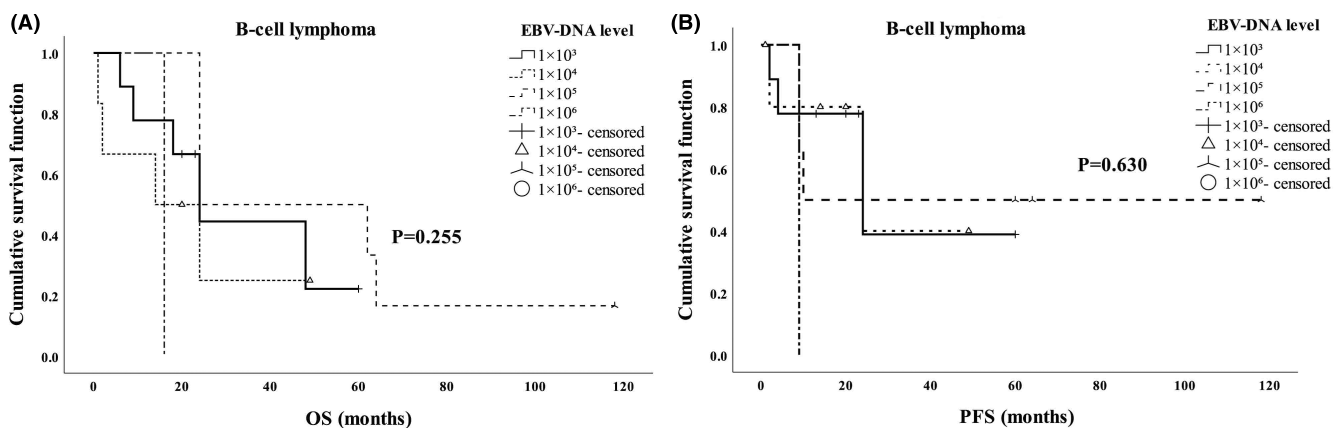 (A)
B-cell lymphoma
EBV-DNA level
1×10³
1×10⁴
1×10⁵
1×10⁶
1×10³- censored
1×10⁴- censored
1×10⁵- censored
1×10⁶- censored
P=0.255
Cumulative survival function
1.0
0.8
0.6
0.4
0.2
0.0
0 20 40 60 80 100 120
OS (months)
(B)
B-cell lymphoma
EBV-DNA level
1×10³
1×10⁴
1×10⁵
1×10⁶
1×10³- censored
1×10⁴- censored
1×10⁵- censored
1×10⁶- censored
P=0.630
Cumulative survival function
1.0
0.8
0.6
0.4
0.2
0.0
0 20 40 60 80 100 120
PFS (months)